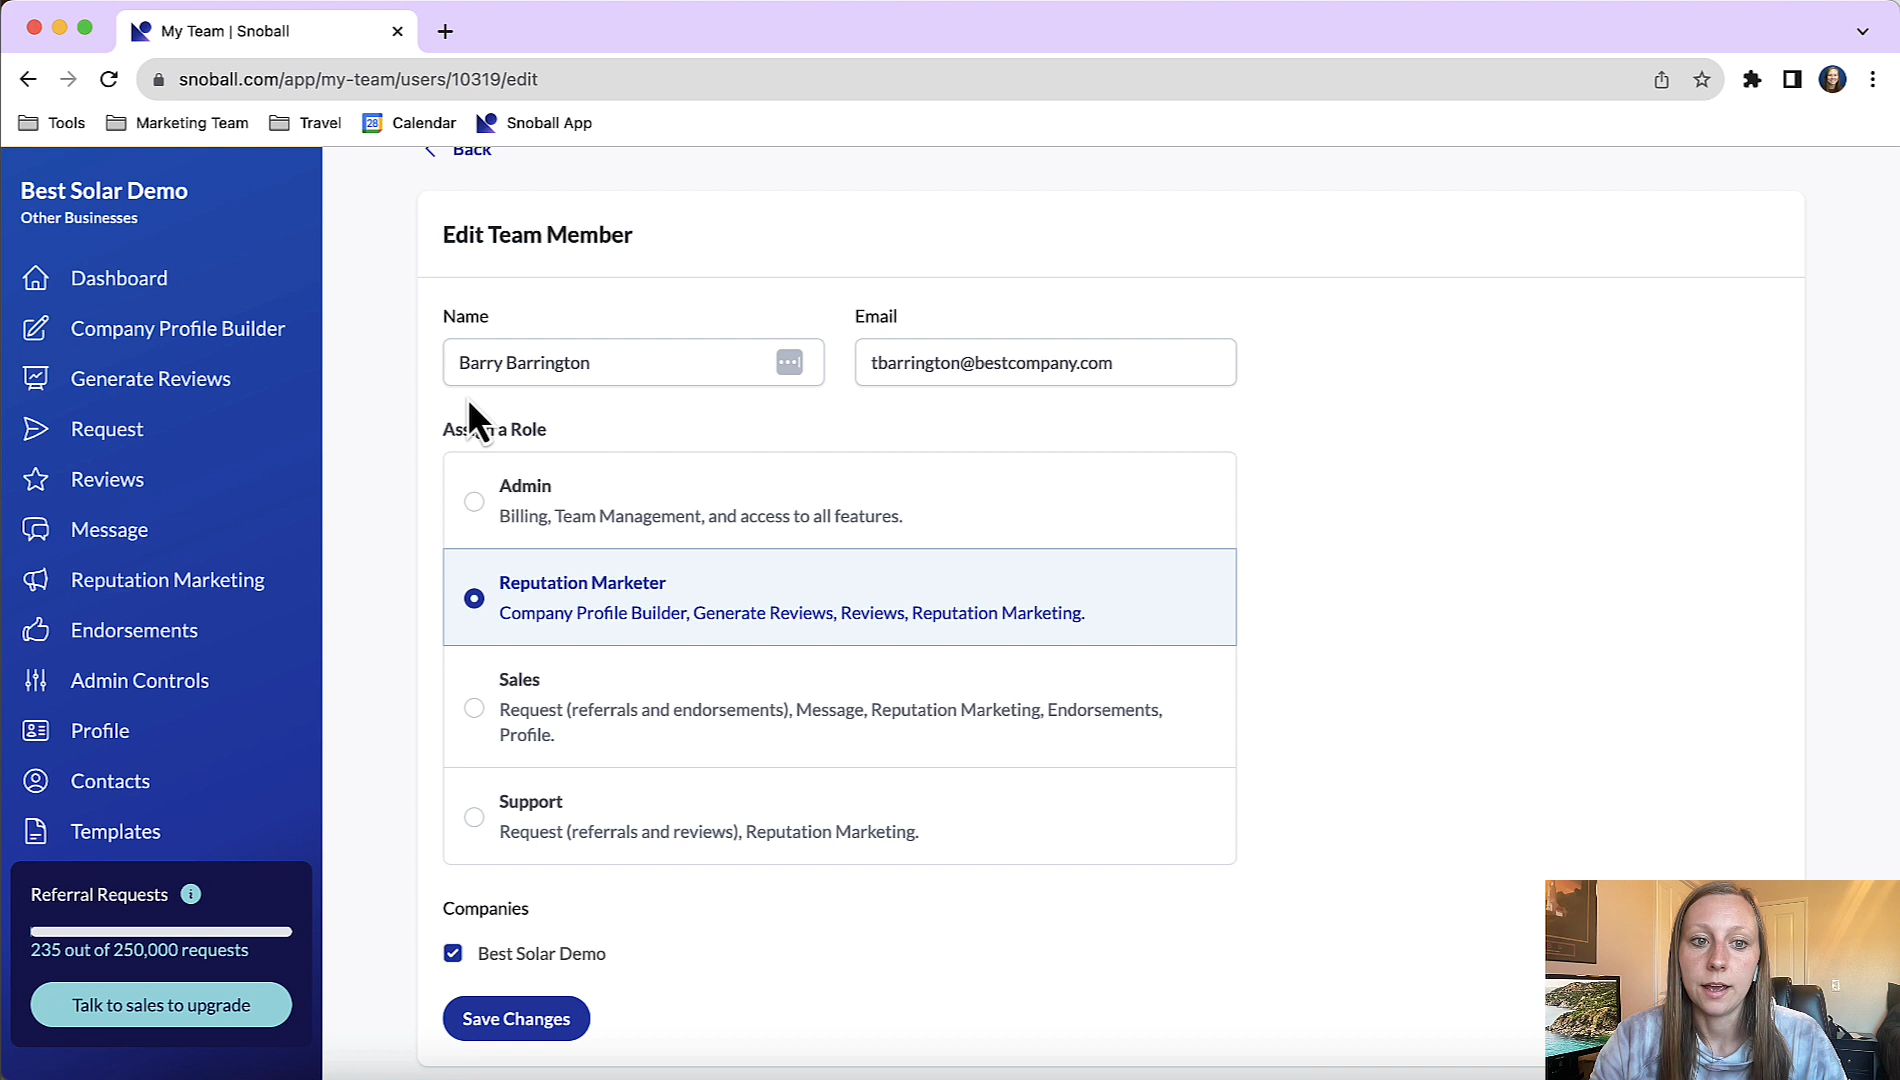 My Team | Snoball
snoball.com/app/my-team/users/10319/edit
Tools
Marketing Team
Travel
28
Calendar
Snoball App
Best Solar Demo
Other Businesses
Dashboard
Company Profile Builder
Generate Reviews
Request
Reviews
Message
Reputation Marketing
Endorsements
Admin Controls
Profile
Contacts
Templates
Referral Requests i
235 out of 250,000 requests
Talk to sales to upgrade
Back
Edit Team Member
Name
Barry Barrington
Email
tbarrington@bestcompany.com
Assign a Role
Admin
Billing, Team Management, and access to all features.
Reputation Marketer
Company Profile Builder, Generate Reviews, Reviews, Reputation Marketing.
Sales
Request (referrals and endorsements), Message, Reputation Marketing, Endorsements,
Profile.
Support
Request (referrals and reviews), Reputation Marketing.
Companies
Best Solar Demo
Save Changes